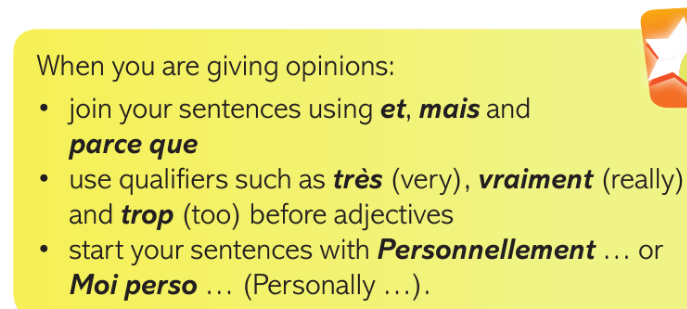 When you are giving opinions:
• join your sentences using et, mais and
parce que
• use qualifiers such as très (very), vraiment (really)
and trop (too) before adjectives
• start your sentences with Personnellement … or
Moi perso … (Personally …).